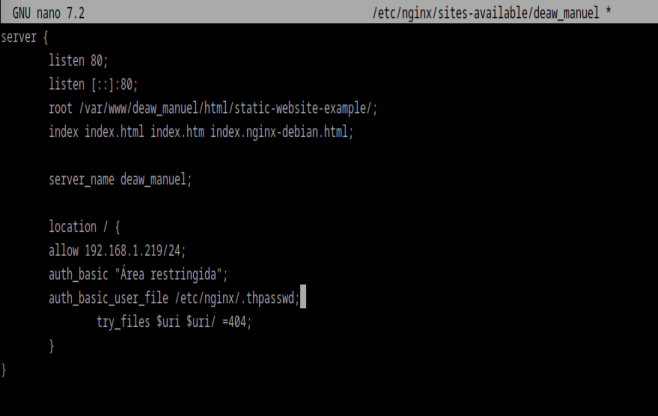 GNU nano 7.2 /etc/nginx/sites-available/deaw_manuel *
server {
listen 80;
listen [::]:80;
root /var/www/deaw_manuel/html/static-website-example/;
index index.html index.htm index.nginx-debian.html;
server_name deaw_manuel;
location / {
allow 192.168.1.219/24;
auth_basic "Área restringida";
auth_basic_user_file /etc/nginx/.thpasswd;
try_files $uri $uri/ =404;
}
}